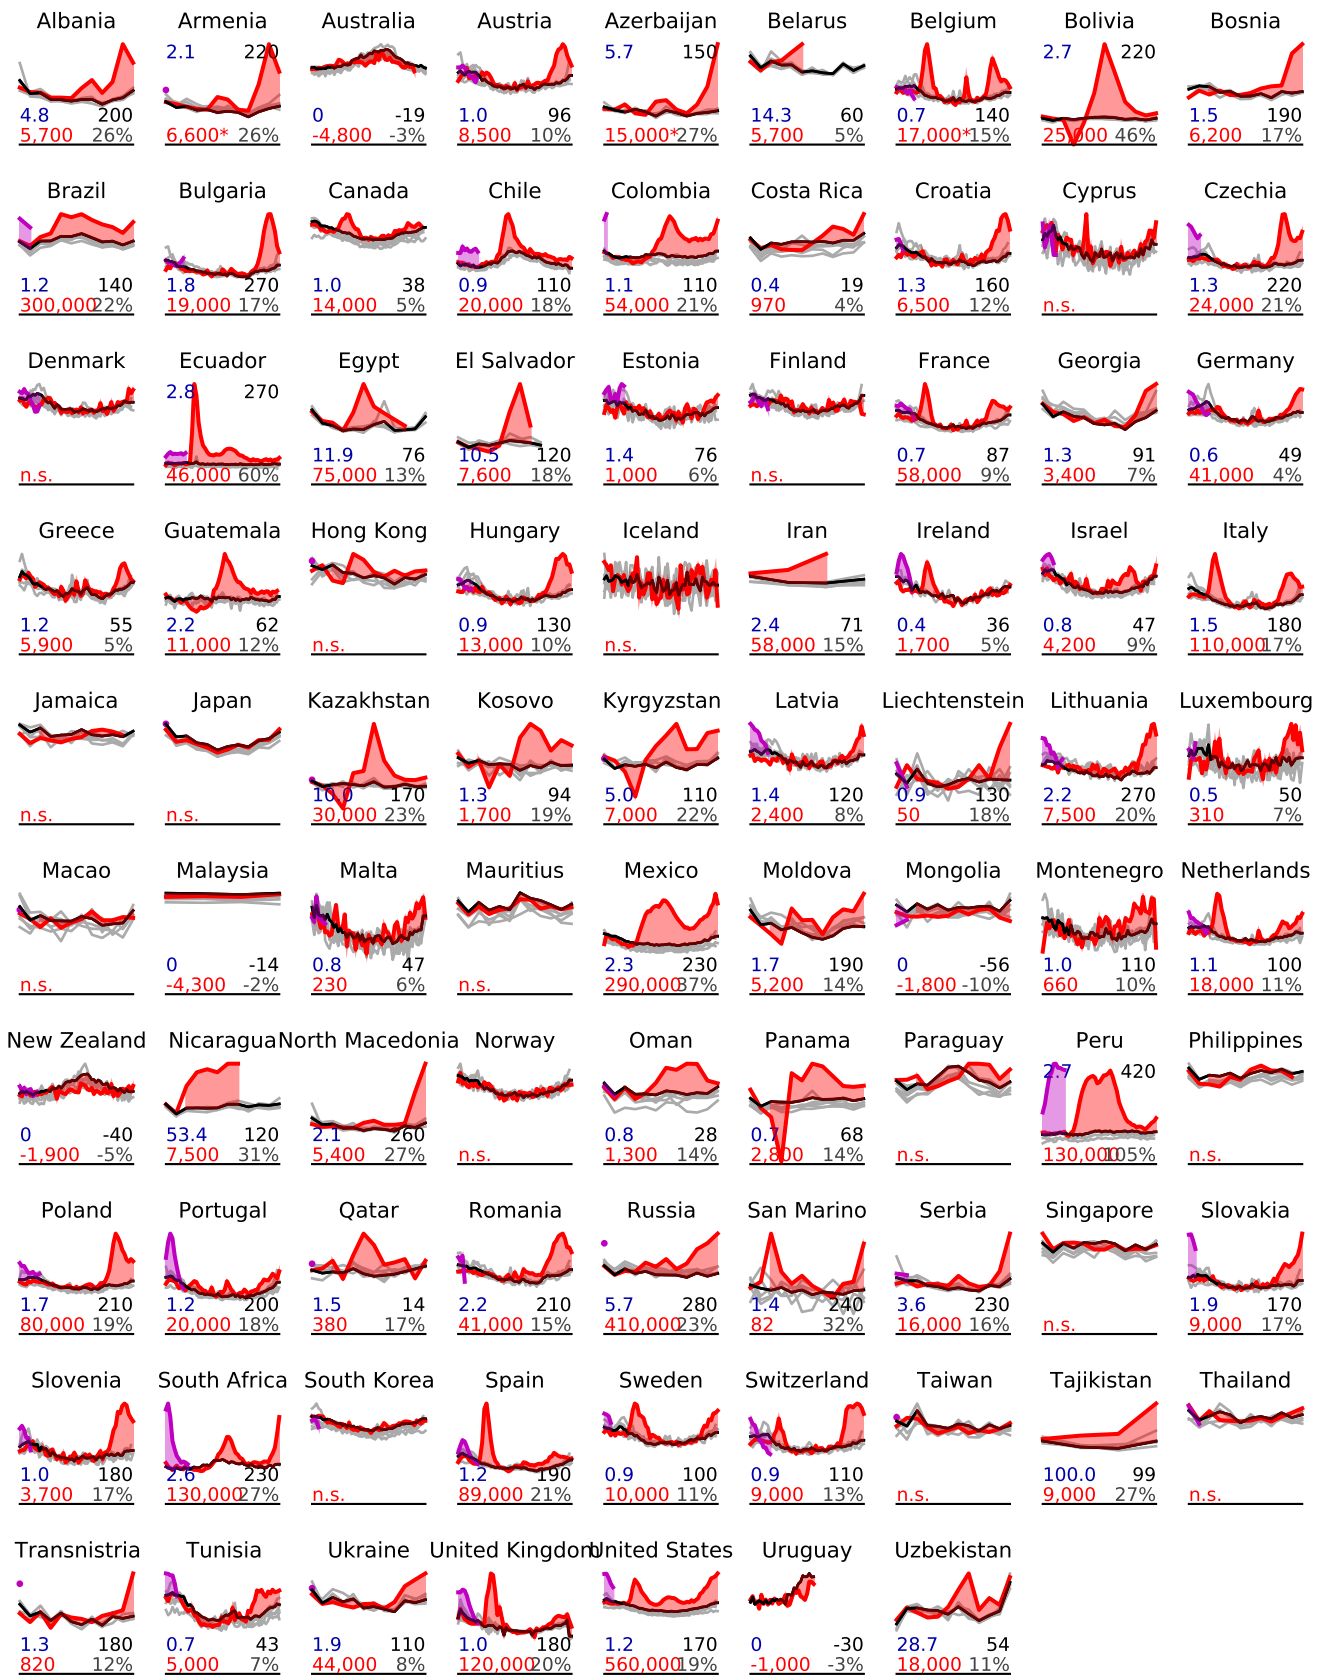 Albania Armenia Australia Austria Azerbaijan Belarus Belgium Bolivia Bosnia
2.1 220 5.7 150 2.7 220
4.8 200 0 -19 1.0 96 14.3 60 0.7 140 1.5 190
5,700 26% 6,600* 26% -4,800 -3% 8,500 10% 15,000* 27% 5,700 5% 17,000* 15% 25,000 46% 6,200 17%
Brazil Bulgaria Canada Chile Colombia Costa Rica Croatia Cyprus Czechia
1.2 140 1.8 270 1.0 38 0.9 110 1.1 110 0.4 19 1.3 160 1.3 220
300,000 22% 19,000 17% 14,000 5% 20,000 18% 54,000 21% 970 4% 6,500 12% n.s. 24,000 21%
Denmark Ecuador Egypt El Salvador Estonia Finland France Georgia Germany
2.8 270
11.9 76 10.5 120 1.4 76 0.7 87 1.3 91 0.6 49
n.s. 46,000 60% 75,000 13% 7,600 18% 1,000 6% n.s. 58,000 9% 3,400 7% 41,000 4%
Greece Guatemala Hong Kong Hungary Iceland Iran Ireland Israel Italy
1.2 55 2.2 62 0.9 130 2.4 71 0.4 36 0.8 47 1.5 180
5,900 5% 11,000 12% n.s. 13,000 10% n.s. 58,000 15% 1,700 5% 4,200 9% 110,000 17%
Jamaica Japan Kazakhstan Kosovo Kyrgyzstan Latvia Liechtenstein Lithuania Luxembourg
10.0 170 1.3 94 5.0 110 1.4 120 0.9 130 2.2 270 0.5 50
n.s. n.s. 30,000 23% 1,700 19% 7,000 22% 2,400 8% 50 18% 7,500 20% 310 7%
Macao Malaysia Malta Mauritius Mexico Moldova Mongolia Montenegro Netherlands
0 -14 0.8 47 2.3 230 1.7 190 0 -56 1.0 110 1.1 100
n.s. -4,300 -2% 230 6% n.s. 290,000 37% 5,200 14% -1,800 -10% 660 10% 18,000 11%
New Zealand Nicaragua North Macedonia Norway Oman Panama Paraguay Peru Philippines
2.7 420
0 -40 53.4 120 2.1 260 0.8 28 0.7 68
-1,900 -5% 7,500 31% 5,400 27% n.s. 1,300 14% 2,800 14% n.s. 130,000 105% n.s.
Poland Portugal Qatar Romania Russia San Marino Serbia Singapore Slovakia
1.7 210 1.2 200 1.5 14 2.2 210 5.7 280 1.4 240 3.6 230 1.9 170
80,000 19% 20,000 18% 380 17% 41,000 15% 410,000 23% 82 32% 16,000 16% n.s. 9,000 17%
Slovenia South Africa South Korea Spain Sweden Switzerland Taiwan Tajikistan Thailand
1.0 180 2.6 230 1.2 190 0.9 100 0.9 110 100.0 99
3,700 17% 130,000 27% n.s. 89,000 21% 10,000 11% 9,000 13% n.s. 9,000 27% n.s.
Transnistria Tunisia Ukraine United Kingdom United States Uruguay Uzbekistan
1.3 180 0.7 43 1.9 110 1.0 180 1.2 170 0 -30 28.7 54
820 12% 5,000 7% 44,000 8% 120,000 20% 560,000 19% -1,000 -3% 18,000 11%